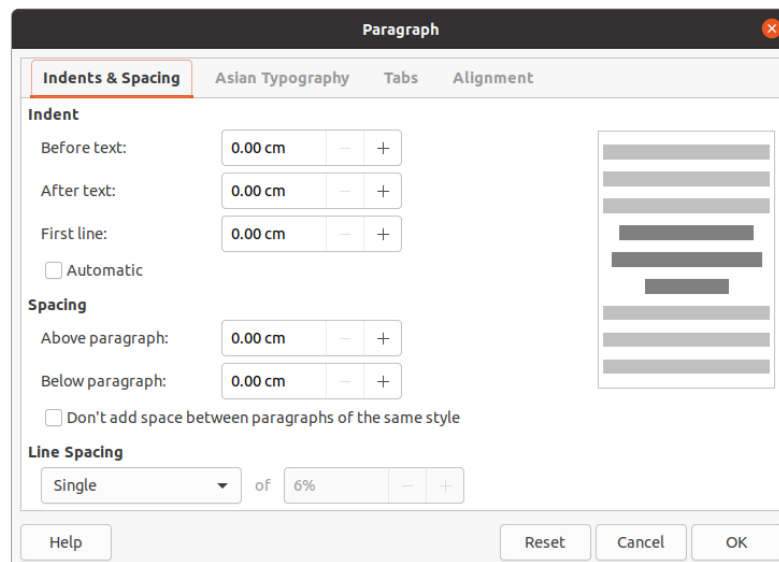 Paragraph
Indents & Spacing Asian Typography Tabs Alignment
Indent
Before text: 0.00 cm
After text: 0.00 cm
First line: 0.00 cm
Automatic
Spacing
Above paragraph: 0.00 cm
Below paragraph: 0.00 cm
Don't add space between paragraphs of the same style
Line Spacing
Single of 6%
Help Reset Cancel OK